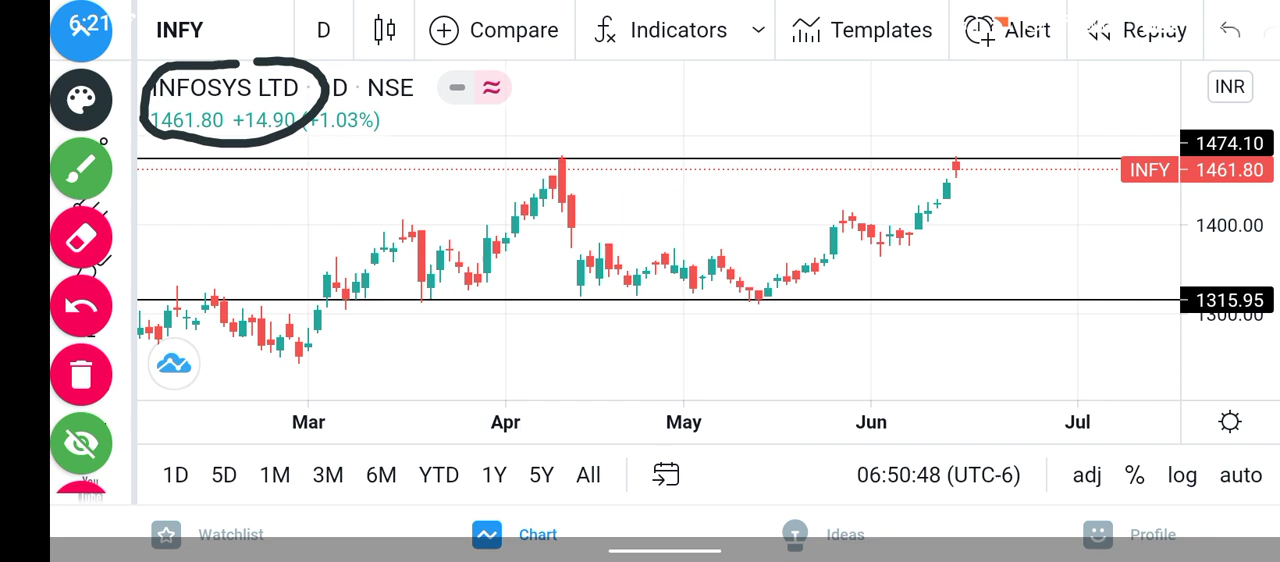 6:21
INFY D Compare Indicators Templates Alert Replay
INFOSYS LTD · D · NSE
INR
1461.80 +14.90 (+1.03%)
1474.10
INFY 1461.80
1400.00
1315.95
1300.00
Mar Apr May Jun Jul
1D 5D 1M 3M 6M YTD 1Y 5Y All 06:50:48 (UTC-6) adj % log auto
Watchlist Chart Ideas Profile